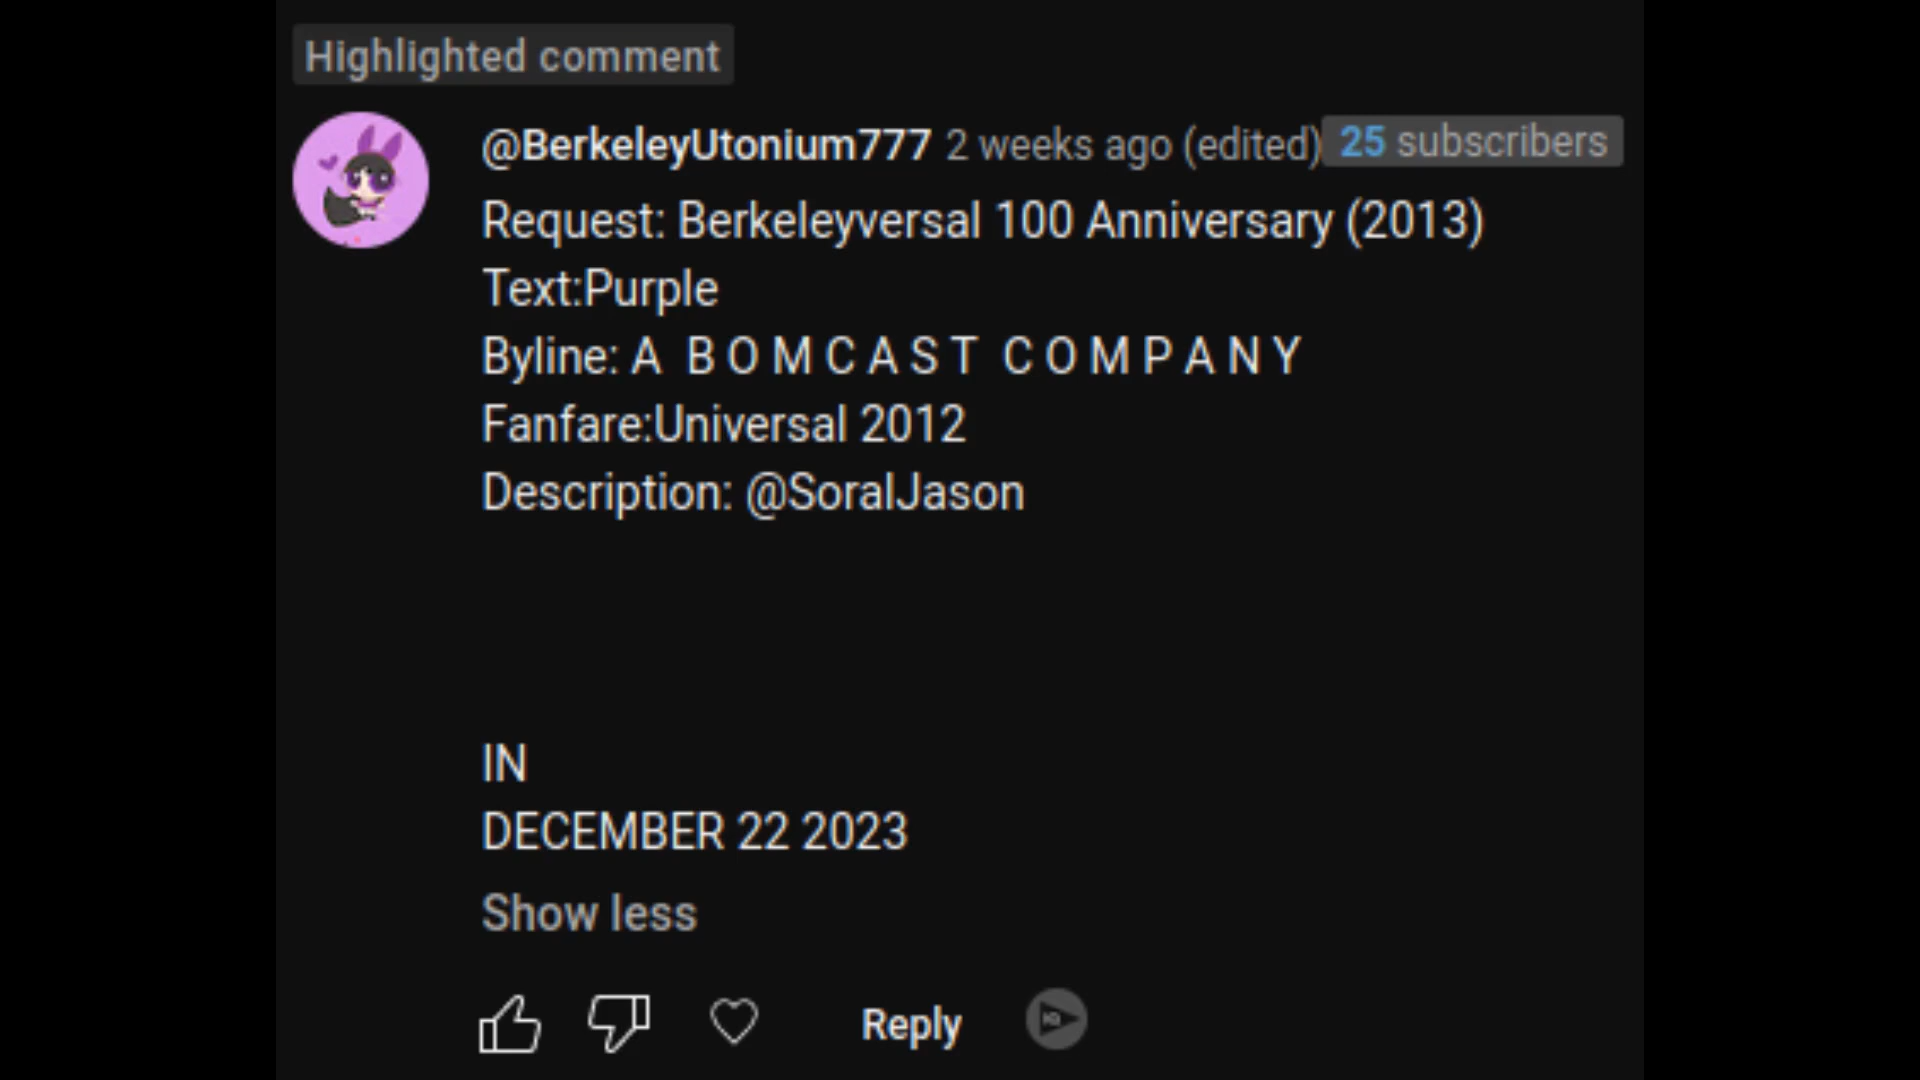 Highlighted comment
@BerkeleyUtonium777 2 weeks ago (edited) 25 subscribers
Request: Berkeleyversal 100 Anniversary (2013)
Text:Purple
Byline: A  B O M C A S T  C O M P A N Y
Fanfare:Universal 2012
Description: @SoralJason
IN
DECEMBER 22 2023
Show less
Reply